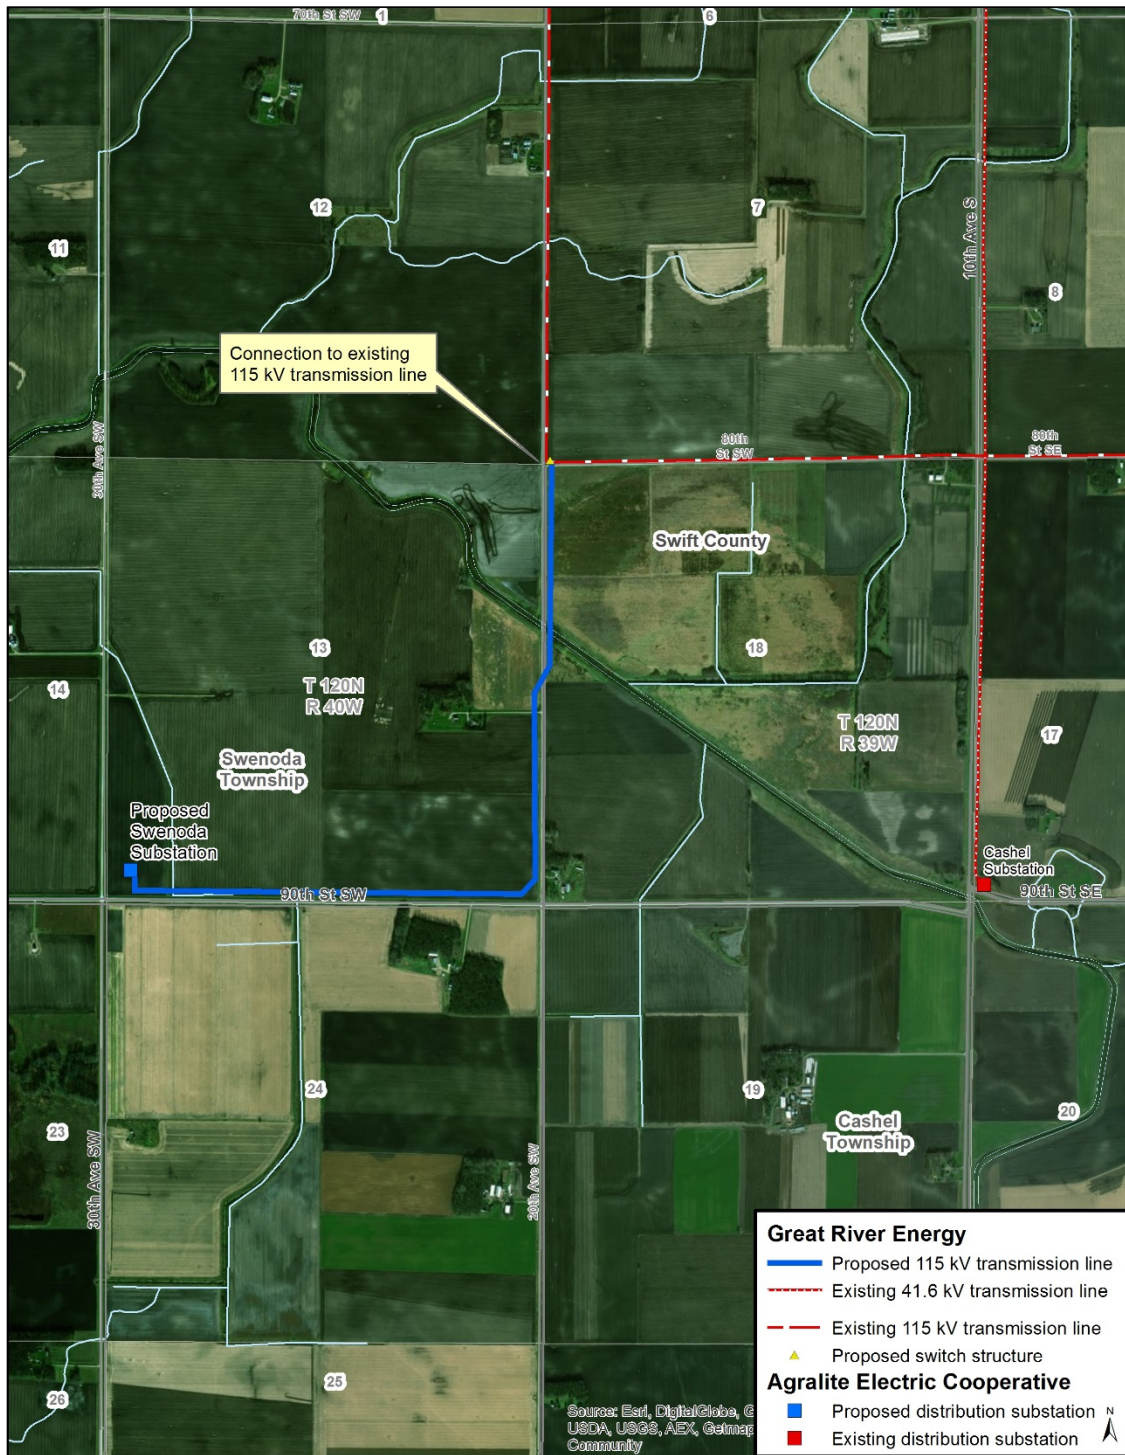 70th St SW
1
6
12
7
11
10th Ave S
8
Connection to existing
115 kV transmission line
30th Ave SW
80th
St SW
80th
St SE
Swift County
13
18
14
T 120N
R 40W
T 120N
R 39W
17
Swenoda
Township
Proposed
Swenoda
Substation
Cashel
Substation
90th St SW
90th St SE
24
19
20
23
Cashel
Township
30th Ave SW
20th Ave SW
25
26
Source: Esri, DigitalGlobe, G
USDA, USGS, AEX, Getmap
Community
Great River Energy
Proposed 115 kV transmission line
Existing 41.6 kV transmission line
Existing 115 kV transmission line
Proposed switch structure
Agralite Electric Cooperative
Proposed distribution substation
N
Existing distribution substation